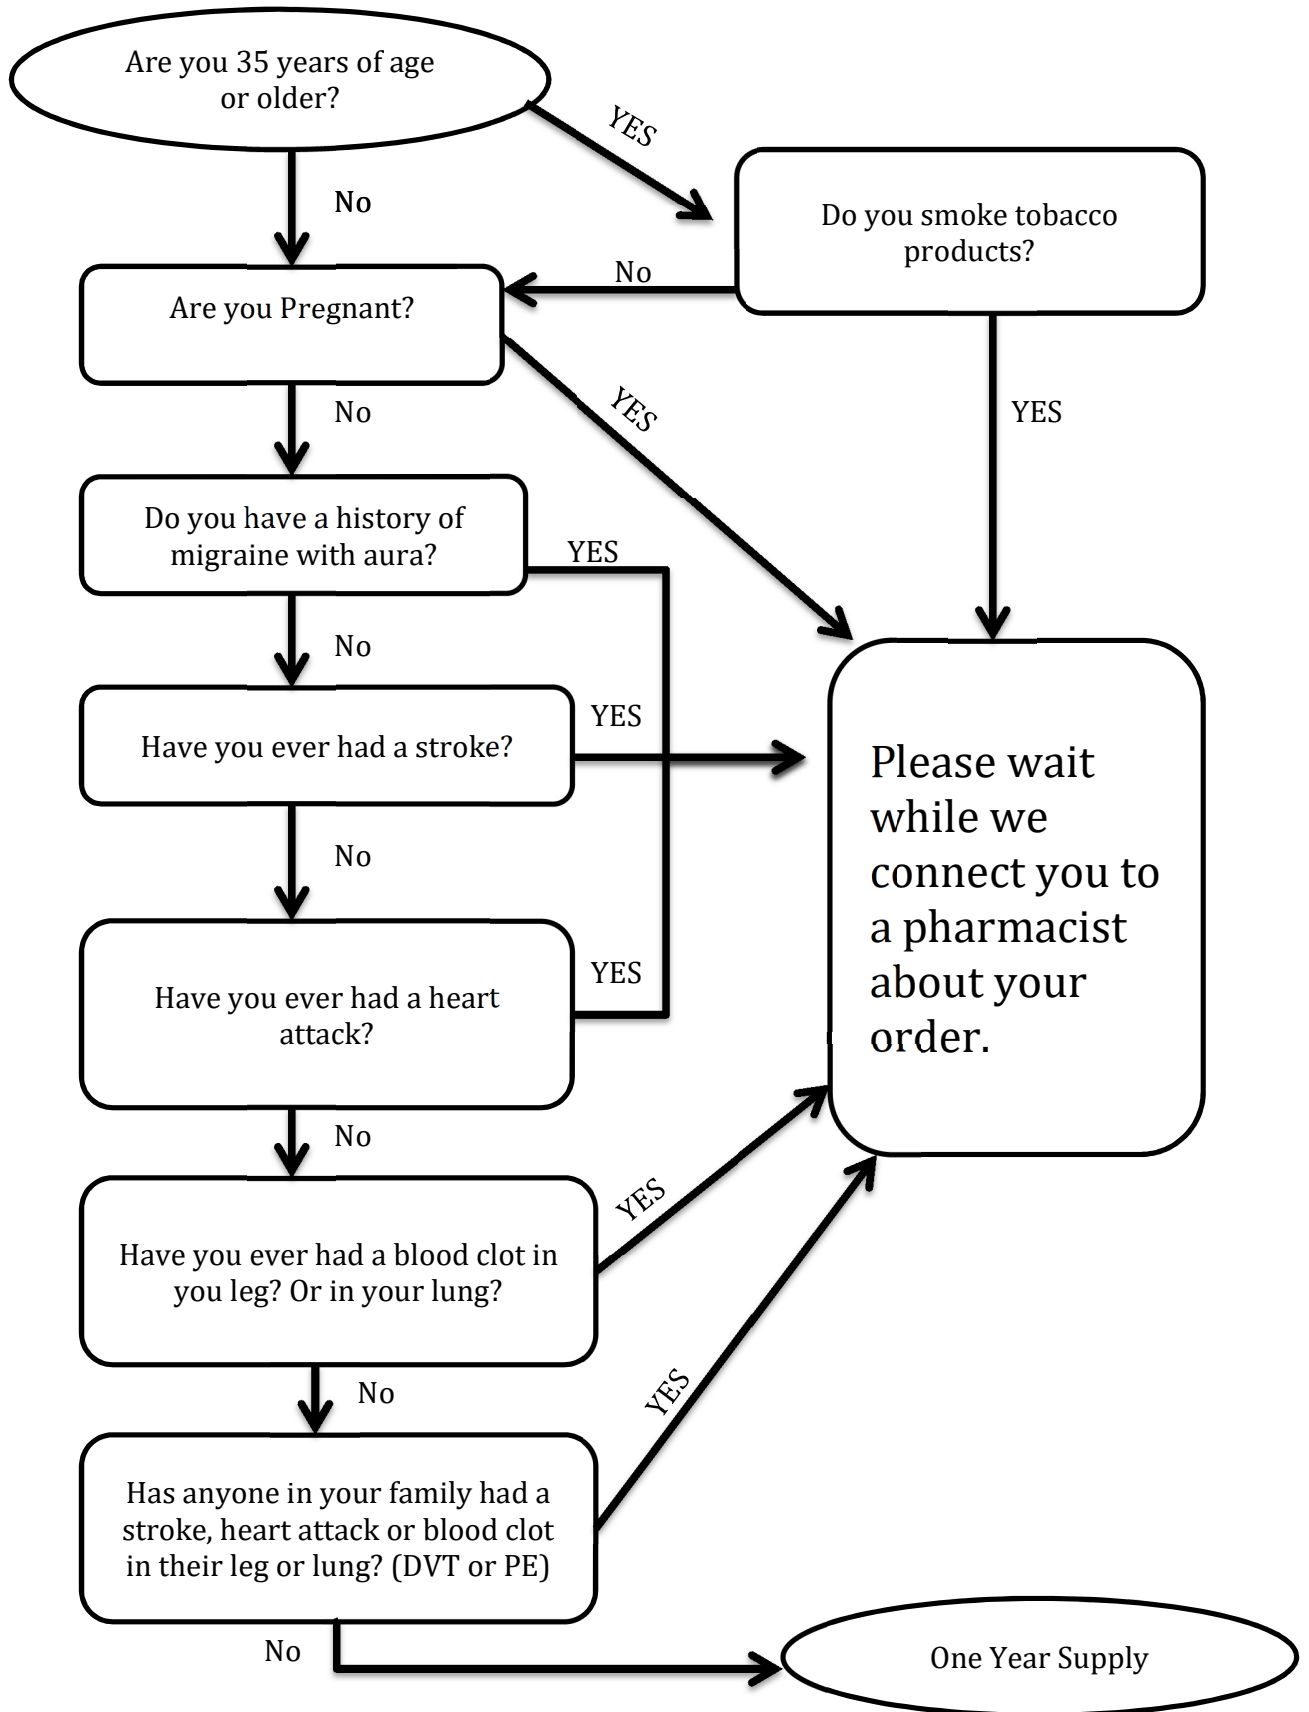 Are you 35 years of age
or older?
YES
No
Do you smoke tobacco
products?
No
Are you Pregnant?
YES
YES
No
Do you have a history of
migraine with aura?
YES
No
Have you ever had a stroke?
YES
No
Please wait
while we
connect you to
a pharmacist
about your
order.
Have you ever had a heart
attack?
YES
No
Have you ever had a blood clot in
you leg? Or in your lung?
YES
No
YES
Has anyone in your family had a
stroke, heart attack or blood clot
in their leg or lung? (DVT or PE)
No
One Year Supply